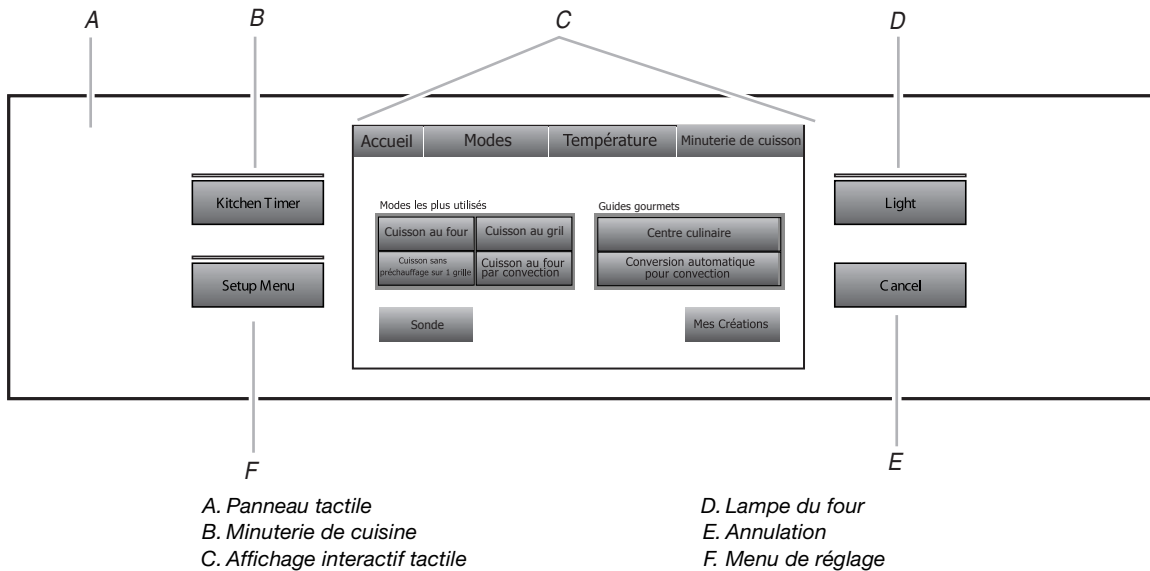 A
B
C
D
Accueil
Modes
Température
Minuterie de cuisson
Kitchen Timer
Light
Modes les plus utilisés
Guides gourmets
Cuisson au four
Cuisson au gril
Centre culinaire
Cuisson sans
préchauffage sur 1 grille
Cuisson au four
par convection
Conversion automatique
pour convection
Setup Menu
Cancel
Sonde
Mes Créations
F
E
A. Panneau tactile
B. Minuterie de cuisine
C. Affichage interactif tactile
D. Lampe du four
E. Annulation
F. Menu de réglage